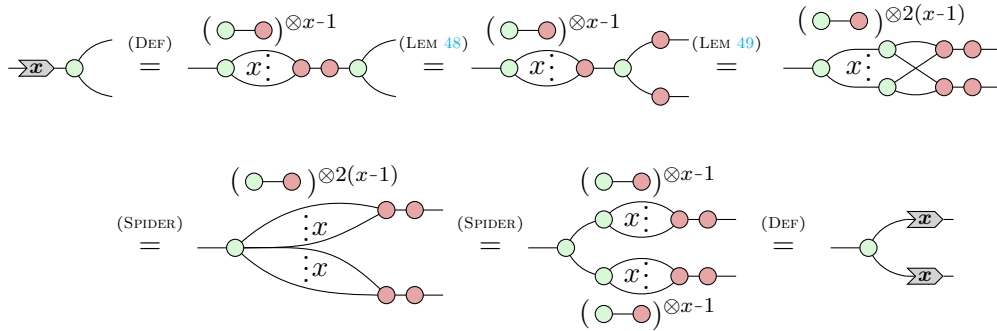 ( )⊗x-1 ( )⊗x-1 ( )⊗2(x-1)
x (DEF) = x ⋮ (LEM 48) = x ⋮ (LEM 49) = x ⋮
( )⊗2(x-1) ( )⊗x-1
(SPIDER) = ⋮ x ⋮ x (SPIDER) = x ⋮ x ⋮ (DEF) = x x
( )⊗x-1